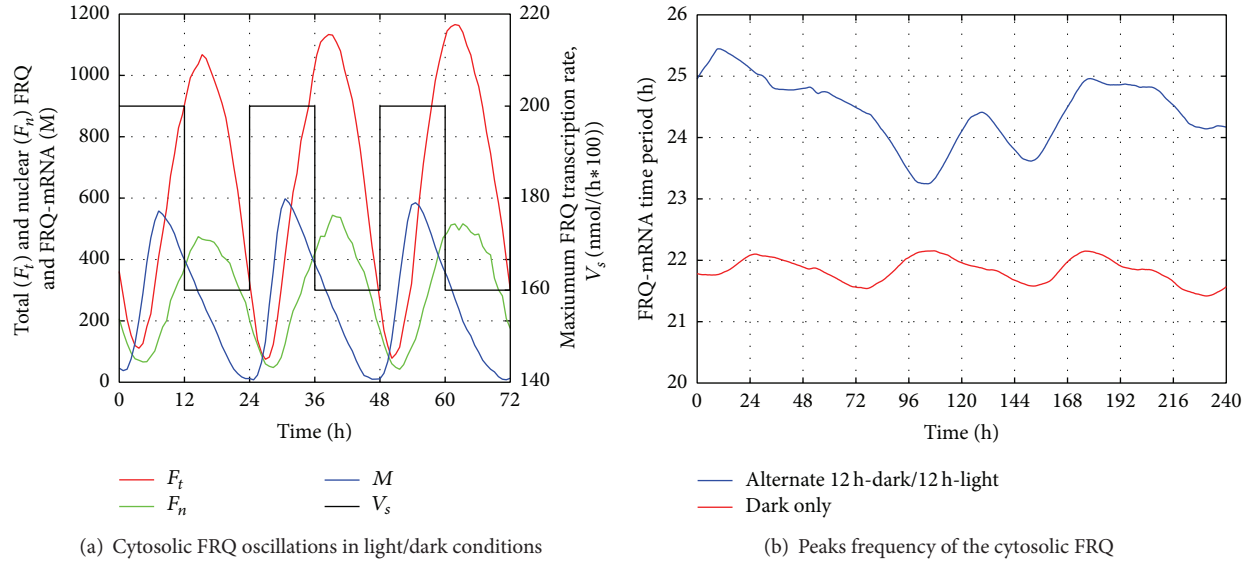 Total (Ft) and nuclear (Fn) FRQ
and FRQ-mRNA (M)
1200
1000
800
600
400
200
0
220
200
180
160
140
Maxiumum FRQ transcription rate,
Vs (nmol/(h∗100))
0 12 24 36 48 60 72
Time (h)
Ft
Fn
M
Vs
(a) Cytosolic FRQ oscillations in light/dark conditions
FRQ-mRNA time period (h)
26
25
24
23
22
21
20
0 24 48 72 96 120 144 168 192 216 240
Time (h)
Alternate 12 h-dark/12 h-light
Dark only
(b) Peaks frequency of the cytosolic FRQ